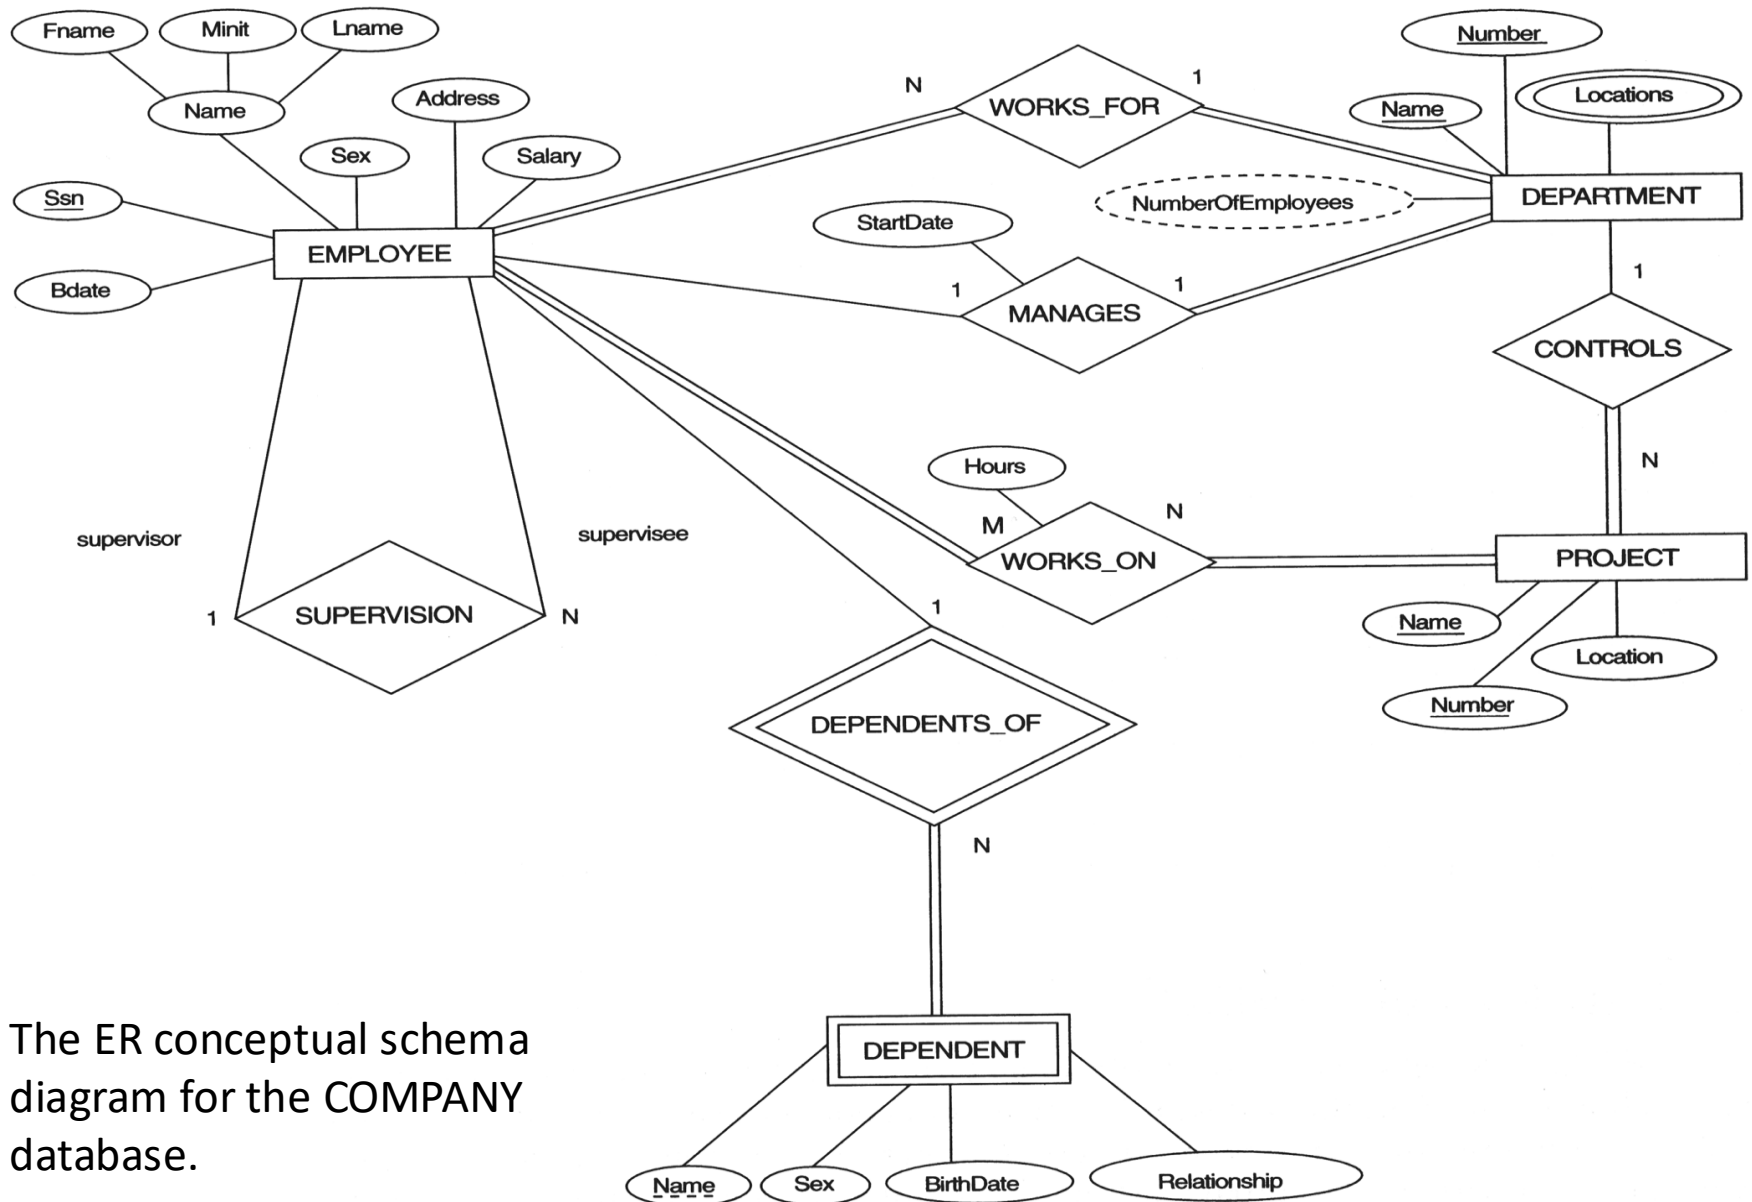 Fname
Minit
Lname
Number
Name
Address
N
1
WORKS_FOR
Name
Locations
Sex
Salary
Ssn
NumberOfEmployees
DEPARTMENT
StartDate
EMPLOYEE
Bdate
1
1
MANAGES
1
CONTROLS
Hours
N
M
N
supervisor
supervisee
WORKS_ON
PROJECT
1
SUPERVISION
N
1
Name
Location
Number
DEPENDENTS_OF
N
DEPENDENT
The ER conceptual schema
diagram for the COMPANY
database.
Name
Sex
BirthDate
Relationship